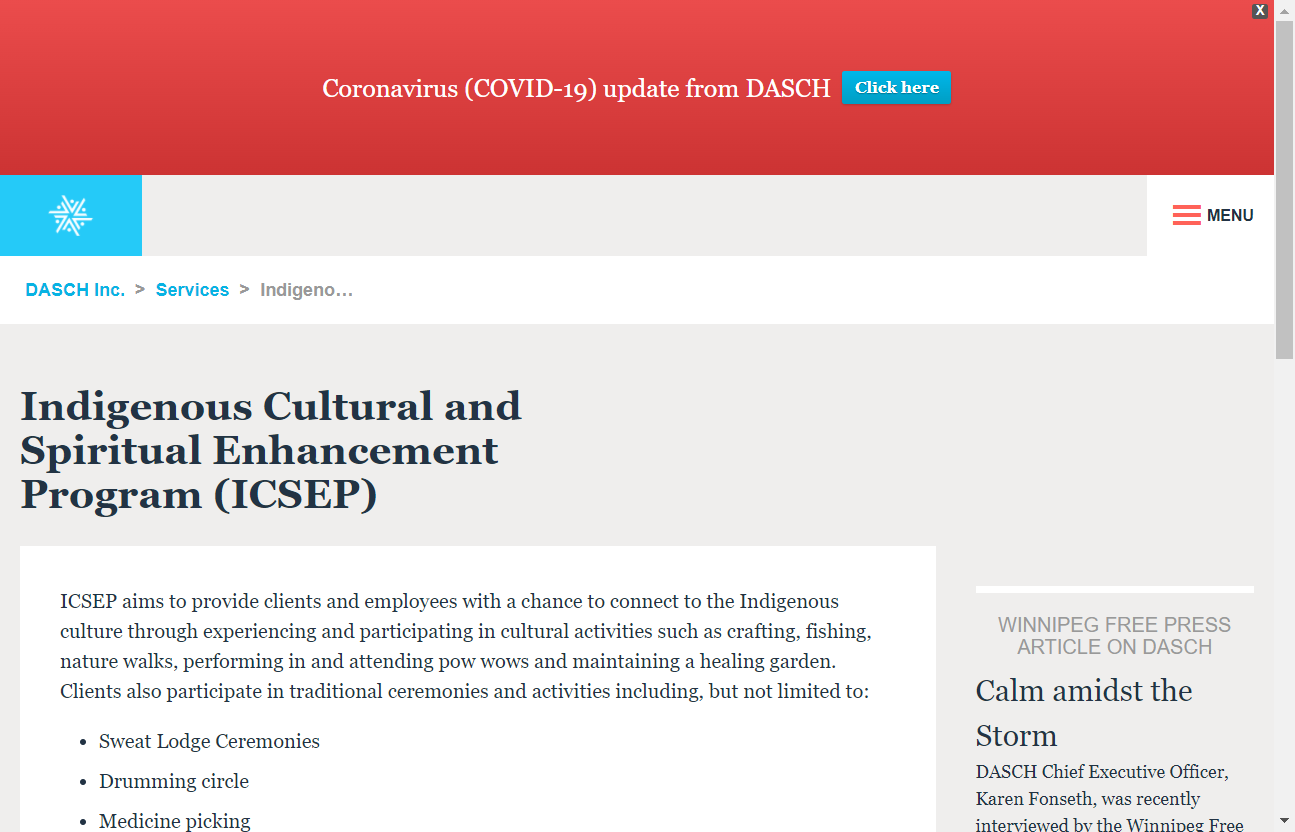 X
Coronavirus (COVID-19) update from DASCH Click here
MENU
DASCH Inc. > Services > Indigeno...
Indigenous Cultural and
Spiritual Enhancement
Program (ICSEP)
ICSEP aims to provide clients and employees with a chance to connect to the Indigenous
culture through experiencing and participating in cultural activities such as crafting, fishing,
nature walks, performing in and attending pow wows and maintaining a healing garden.
Clients also participate in traditional ceremonies and activities including, but not limited to:
• Sweat Lodge Ceremonies
• Drumming circle
• Medicine picking
WINNIPEG FREE PRESS
ARTICLE ON DASCH
Calm amidst the
Storm
DASCH Chief Executive Officer,
Karen Fonseth, was recently
interviewed by the Winnipeg Free